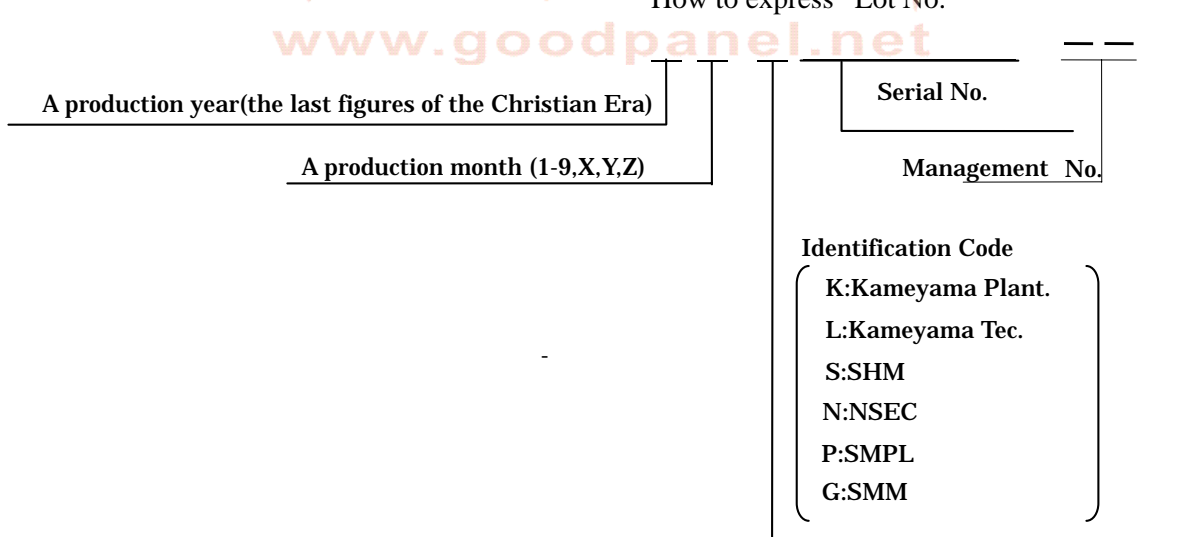 How to express Lot No.
www.goodpanel.net
A production year(the last figures of the Christian Era)
Serial No.
A production month (1-9,X,Y,Z)
Management No.
Identification Code
K:Kameyama Plant.
L:Kameyama Tec.
S:SHM
N:NSEC
P:SMPL
G:SMM